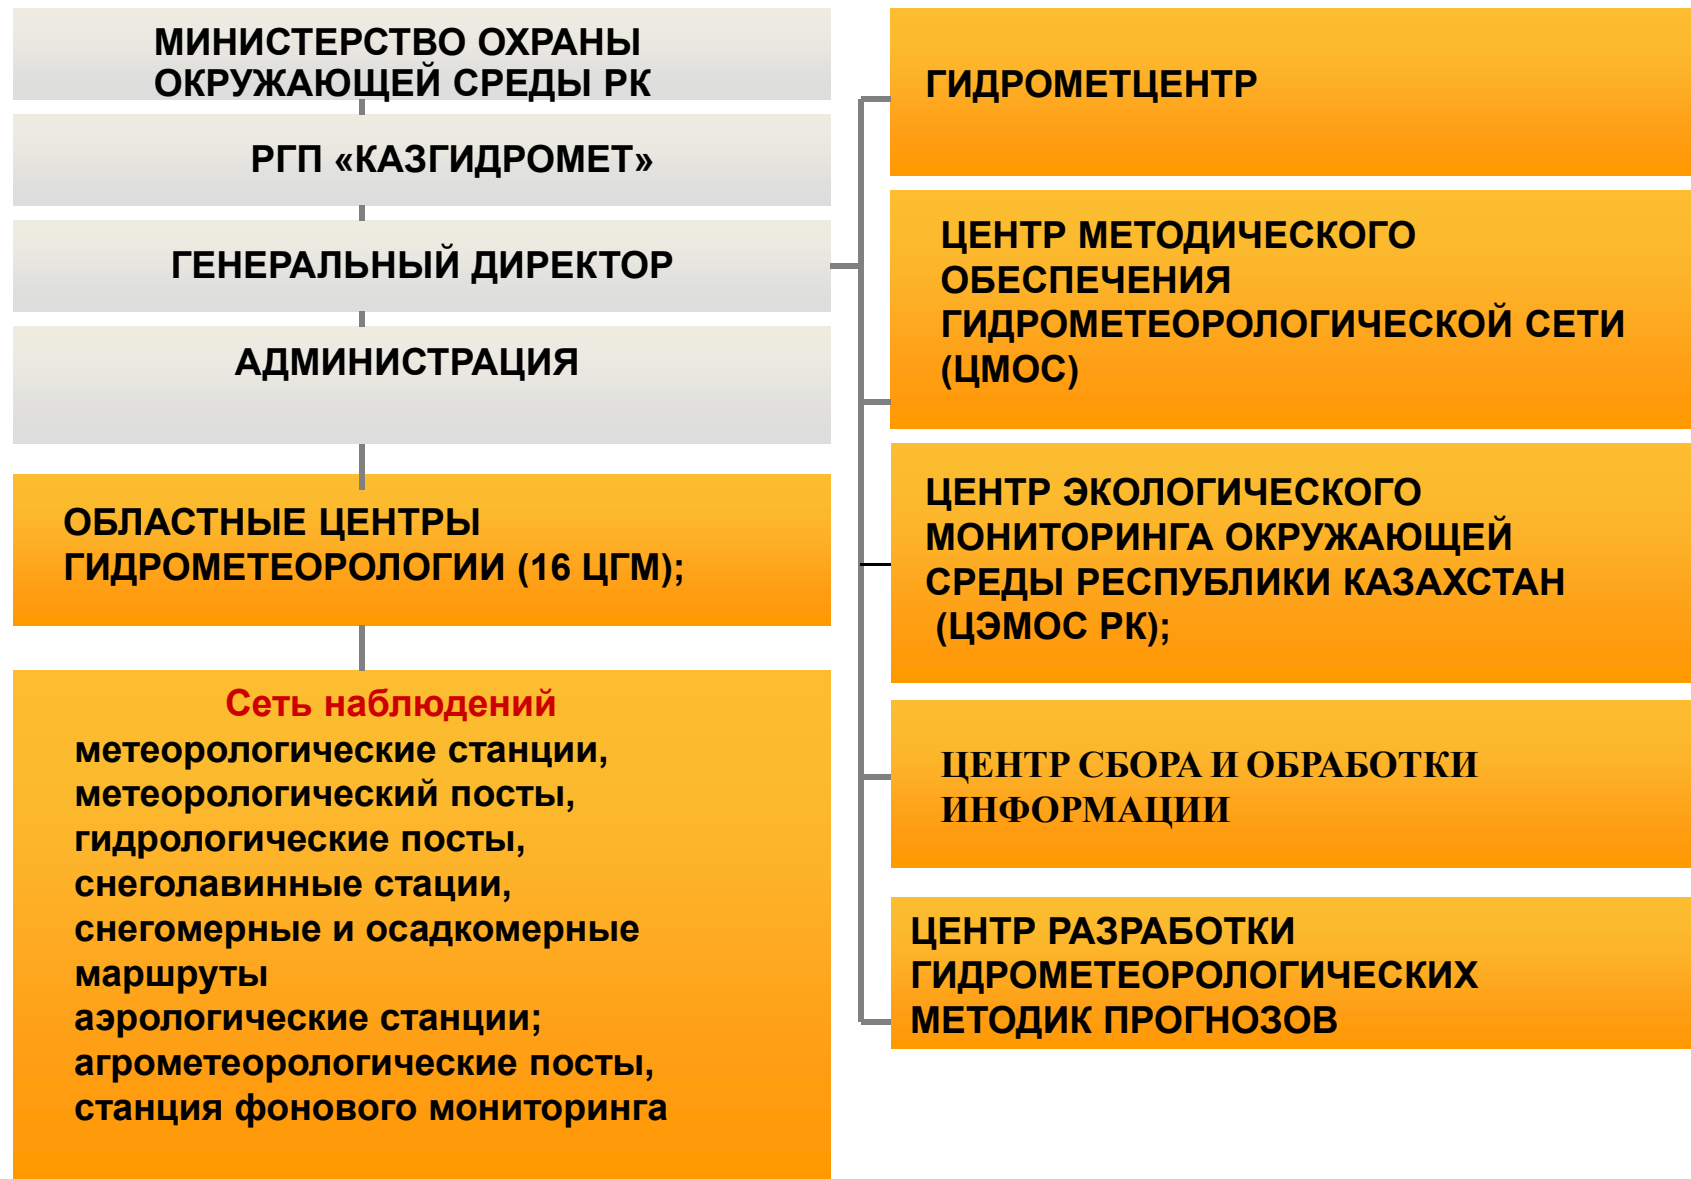 МИНИСТЕРСТВО ОХРАНЫ
ОКРУЖАЮЩЕЙ СРЕДЫ РК
РГП «КАЗГИДРОМЕТ»
ГЕНЕРАЛЬНЫЙ ДИРЕКТОР
АДМИНИСТРАЦИЯ
ОБЛАСТНЫЕ ЦЕНТРЫ
ГИДРОМЕТЕОРОЛОГИИ (16 ЦГМ);
Сеть наблюдений
метеорологические станции,
метеорологический посты,
гидрологические посты,
снеголавинные стации,
снегомерные и осадкомерные
маршруты
аэрологические станции;
агрометеорологические посты,
станция фонового мониторинга
ГИДРОМЕТЦЕНТР
ЦЕНТР МЕТОДИЧЕСКОГО
ОБЕСПЕЧЕНИЯ
ГИДРОМЕТЕОРОЛОГИЧЕСКОЙ СЕТИ
(ЦМОС)
ЦЕНТР ЭКОЛОГИЧЕСКОГО
МОНИТОРИНГА ОКРУЖАЮЩЕЙ
СРЕДЫ РЕСПУБЛИКИ КАЗАХСТАН
(ЦЭМОС РК);
ЦЕНТР СБОРА И ОБРАБОТКИ
ИНФОРМАЦИИ
ЦЕНТР РАЗРАБОТКИ
ГИДРОМЕТЕОРОЛОГИЧЕСКИХ
МЕТОДИК ПРОГНОЗОВ